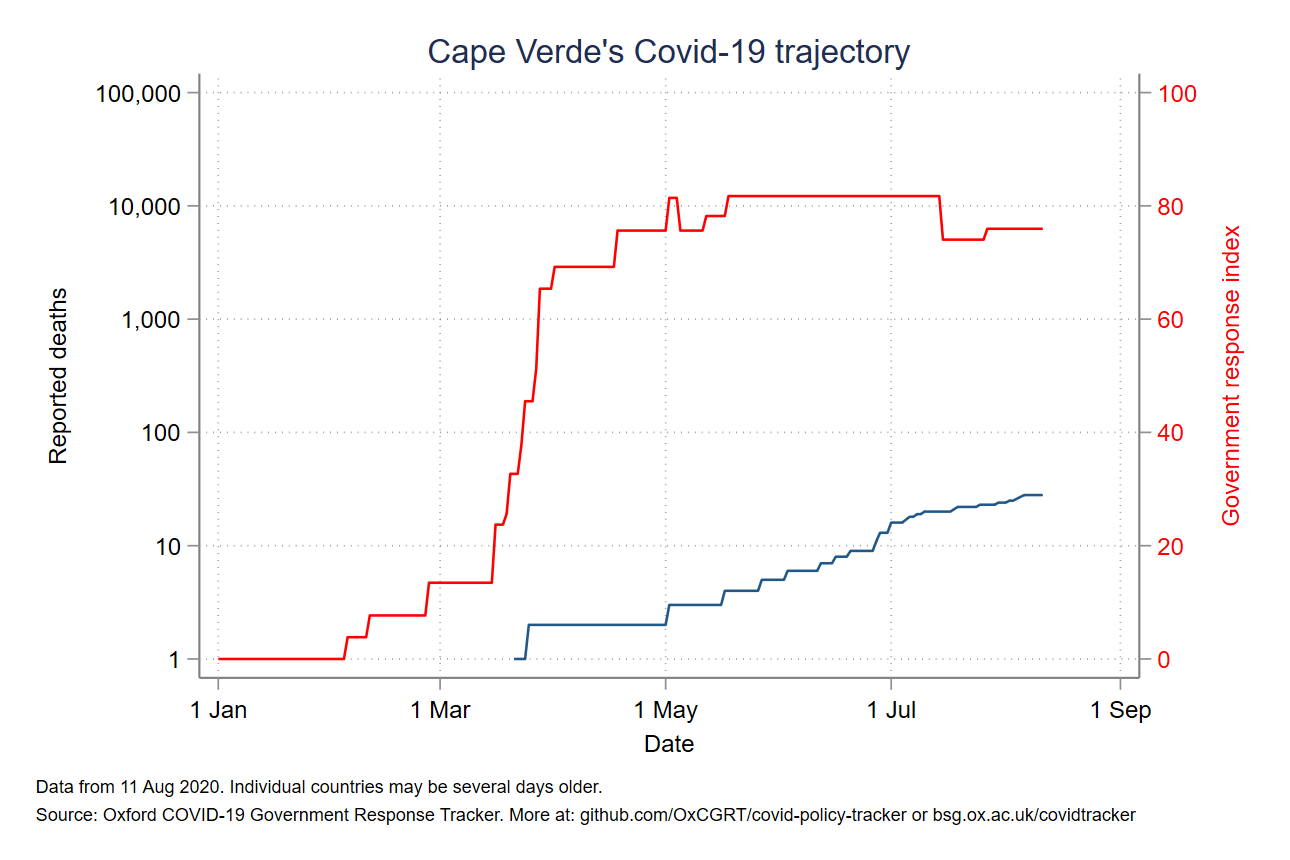 Cape Verde's Covid-19 trajectory
100,000
10,000
1,000
100
10
1
Reported deaths
100
80
60
40
20
0
Government response index
1 Jan
1 Mar
1 May
1 Jul
1 Sep
Date
Data from 11 Aug 2020. Individual countries may be several days older.
Source: Oxford COVID-19 Government Response Tracker. More at: github.com/OxCGRT/covid-policy-tracker or bsg.ox.ac.uk/covidtracker